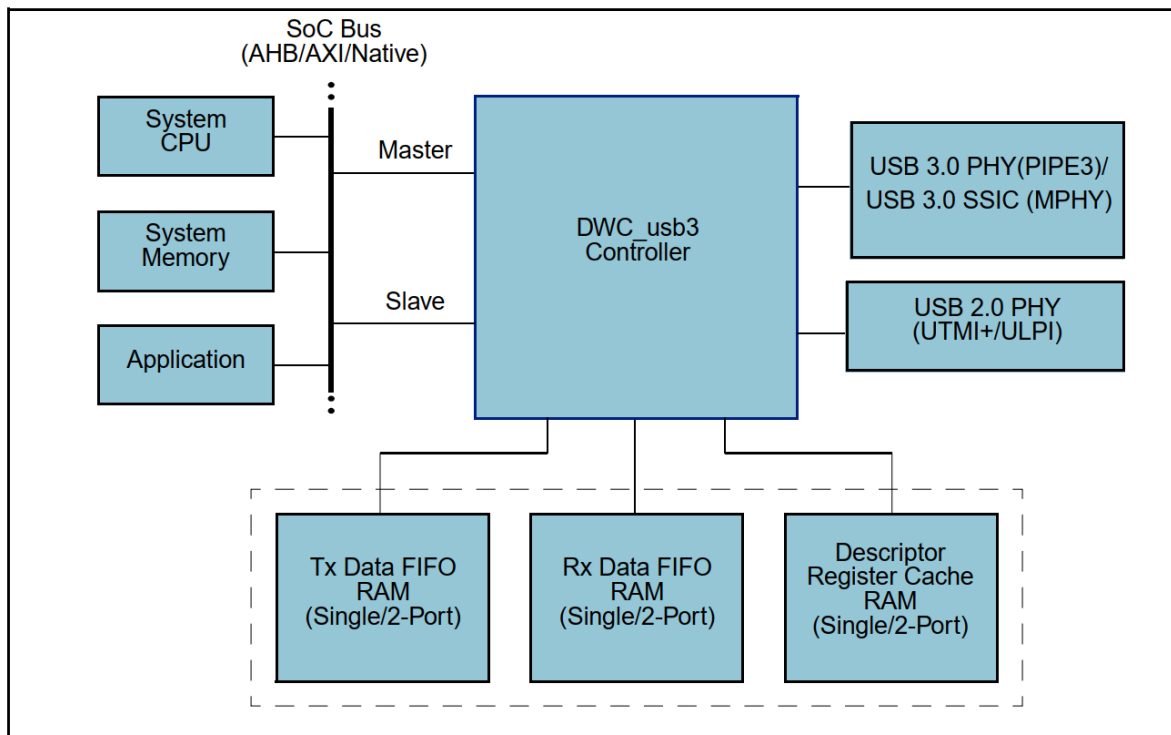 SoC Bus
(AHB/AXI/Native)
System
CPU
System
Memory
Application
Master
Slave
DWC_usb3
Controller
USB 3.0 PHY(PIPE3)/
USB 3.0 SSIC (MPHY)
USB 2.0 PHY
(UTMI+/ULPI)
Tx Data FIFO
RAM
(Single/2-Port)
Rx Data FIFO
RAM
(Single/2-Port)
Descriptor
Register Cache
RAM
(Single/2-Port)